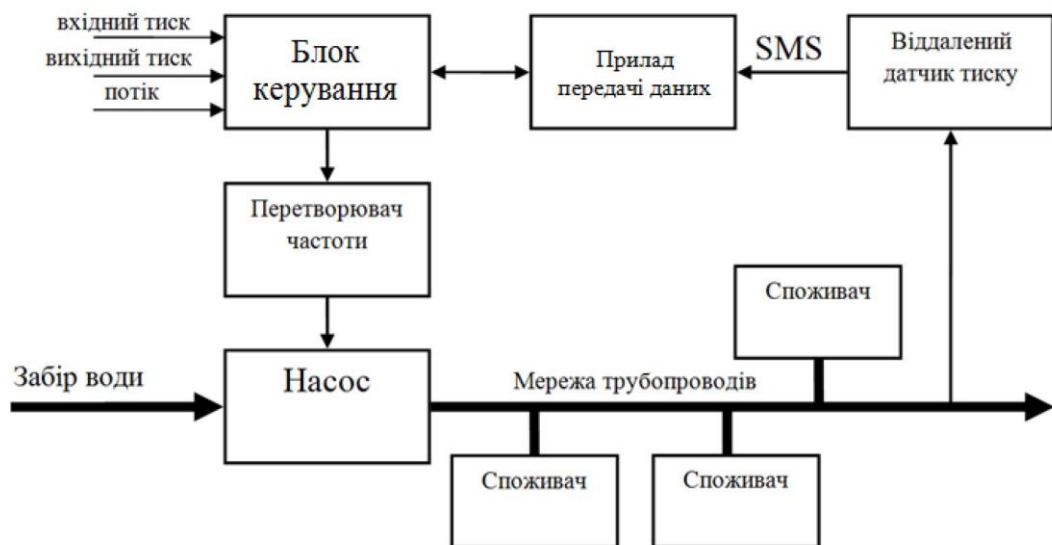 вхідний тиск
вихідний тиск
потік
Блок
керування
Прилад
передачі даних
SMS
Віддалений
датчик тиску
Перетворювач
частоти
Споживач
Забір води
Насос
Мережа трубопроводів
Споживач
Споживач